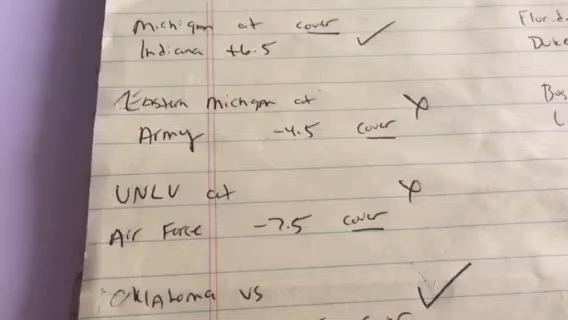 Michigan at cover
Indiana +6.5
Eastern Michigan at
Army -4.5 cover
UNLV at
Air Force -7.5 cover
Oklahoma vs
Duke